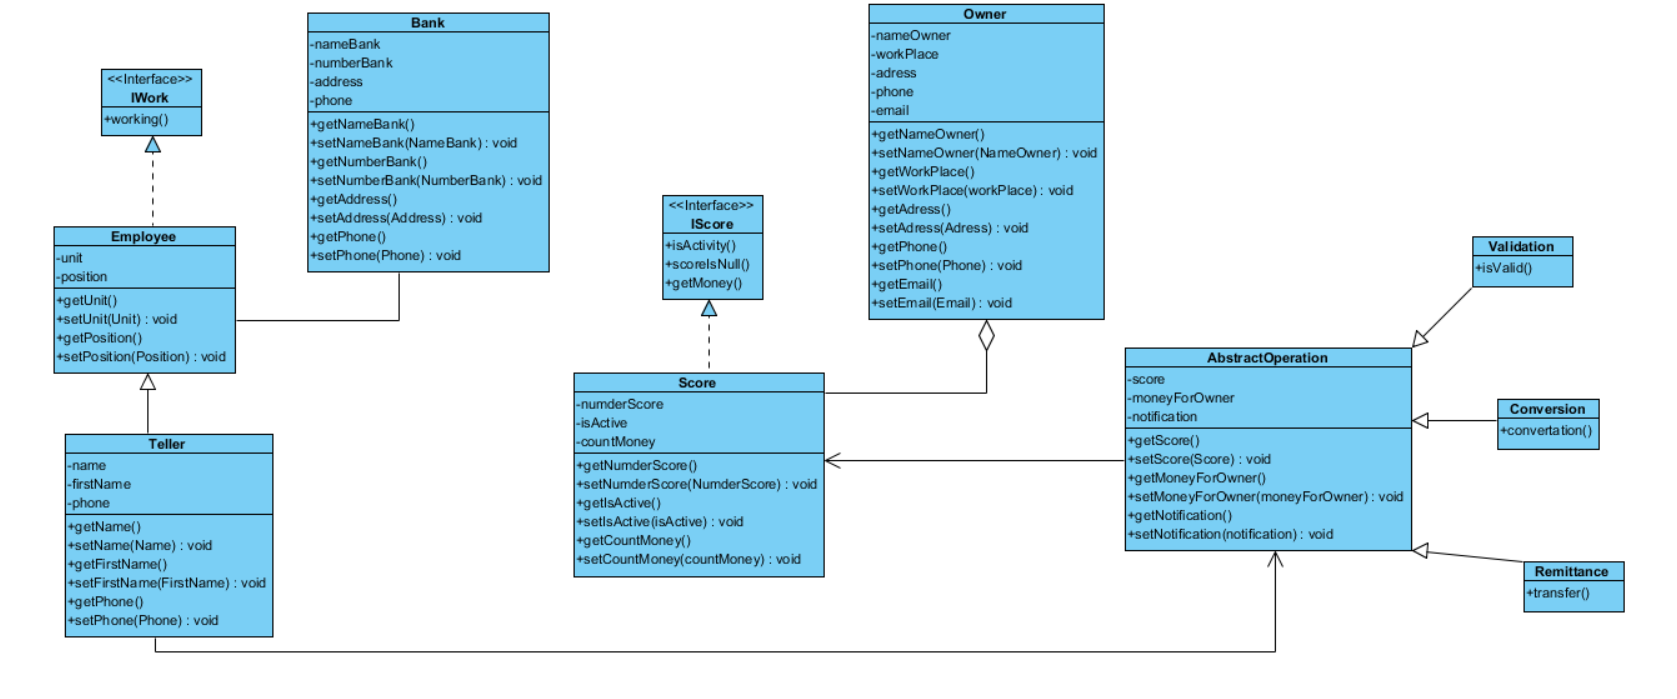 <<Interface>>
IWork
+working()
Bank
-nameBank
-numberBank
-address
-phone
+getNameBank()
+setNameBank(NameBank) : void
+getNumberBank()
+setNumberBank(NumberBank) : void
+getAddress()
+setAddress(Address) : void
+getPhone()
+setPhone(Phone) : void
Employee
-unit
-position
+getUnit()
+setUnit(Unit) : void
+getPosition()
+setPosition(Position) : void
Teller
-name
-firstName
-phone
+getName()
+setName(Name) : void
+getFirstName()
+setFirstName(FirstName) : void
+getPhone()
+setPhone(Phone) : void
<<Interface>>
IScore
+isActivity()
+scoreIsNull()
+getMoney()
Score
-numderScore
-isActive
-countMoney
+getNumderScore()
+setNumderScore(NumderScore) : void
+getIsActive()
+setIsActive(isActive) : void
+getCountMoney()
+setCountMoney(countMoney) : void
Owner
-nameOwner
-workPlace
-adress
-phone
-email
+getNameOwner()
+setNameOwner(NameOwner) : void
+getWorkPlace()
+setWorkPlace(workPlace) : void
+getAdress()
+setAdress(Adress) : void
+getPhone()
+setPhone(Phone) : void
+getEmail()
+setEmail(Email) : void
AbstractOperation
-score
-moneyForOwner
-notification
+getScore()
+setScore(Score) : void
+getMoneyForOwner()
+setMoneyForOwner(moneyForOwner) : void
+getNotification()
+setNotification(notification) : void
Validation
+isValid()
Conversion
+convertation()
Remittance
+transfer()